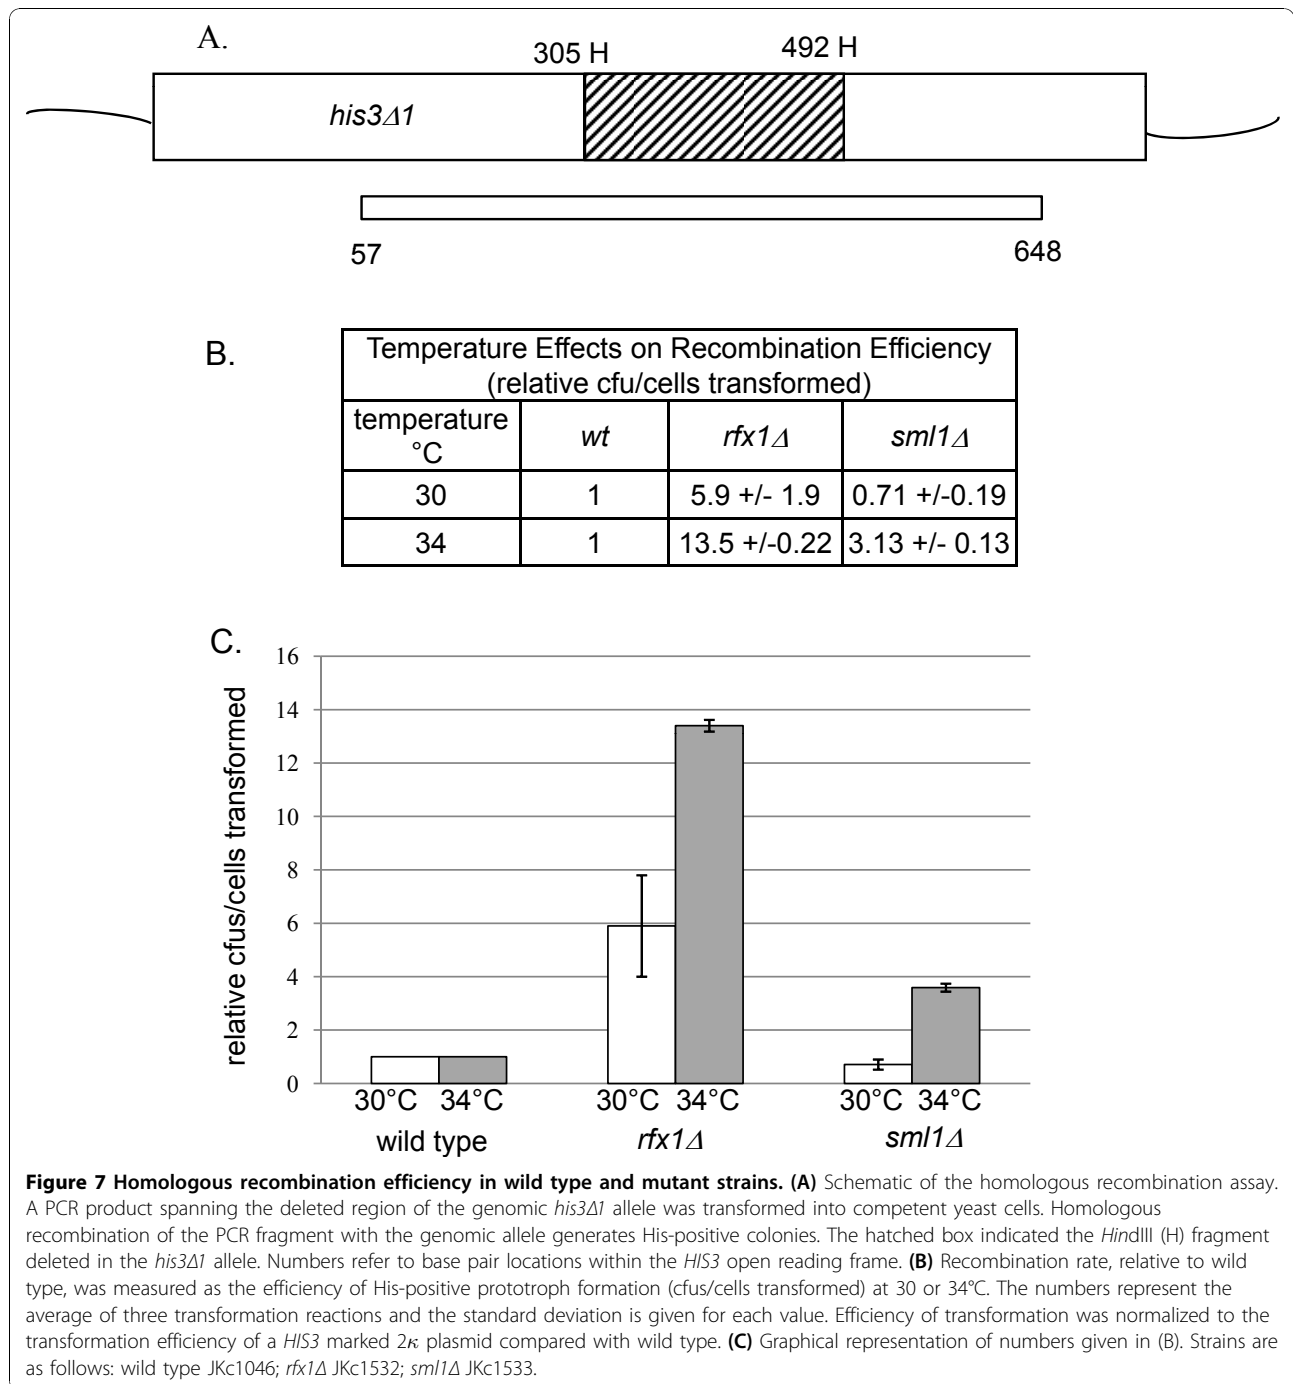 A.
305 H
492 H
his3Δ1
57
648
B.
Temperature Effects on Recombination Efficiency
(relative cfu/cells transformed)
temperature °C wt rfx1Δ sml1Δ
30 1 5.9 +/- 1.9 0.71 +/-0.19
34 1 13.5 +/-0.22 3.13 +/- 0.13
C.
relative cfus/cells transformed
16
14
12
10
8
6
4
2
0
30°C 34°C 30°C 34°C 30°C 34°C
wild type rfx1Δ sml1Δ
Figure 7 Homologous recombination efficiency in wild type and mutant strains. (A) Schematic of the homologous recombination assay.
A PCR product spanning the deleted region of the genomic his3Δ1 allele was transformed into competent yeast cells. Homologous
recombination of the PCR fragment with the genomic allele generates His-positive colonies. The hatched box indicated the HindIII (H) fragment
deleted in the his3Δ1 allele. Numbers refer to base pair locations within the HIS3 open reading frame. (B) Recombination rate, relative to wild
type, was measured as the efficiency of His-positive prototroph formation (cfus/cells transformed) at 30 or 34°C. The numbers represent the
average of three transformation reactions and the standard deviation is given for each value. Efficiency of transformation was normalized to the
transformation efficiency of a HIS3 marked 2κ plasmid compared with wild type. (C) Graphical representation of numbers given in (B). Strains are
as follows: wild type JKc1046; rfx1Δ JKc1532; sml1Δ JKc1533.